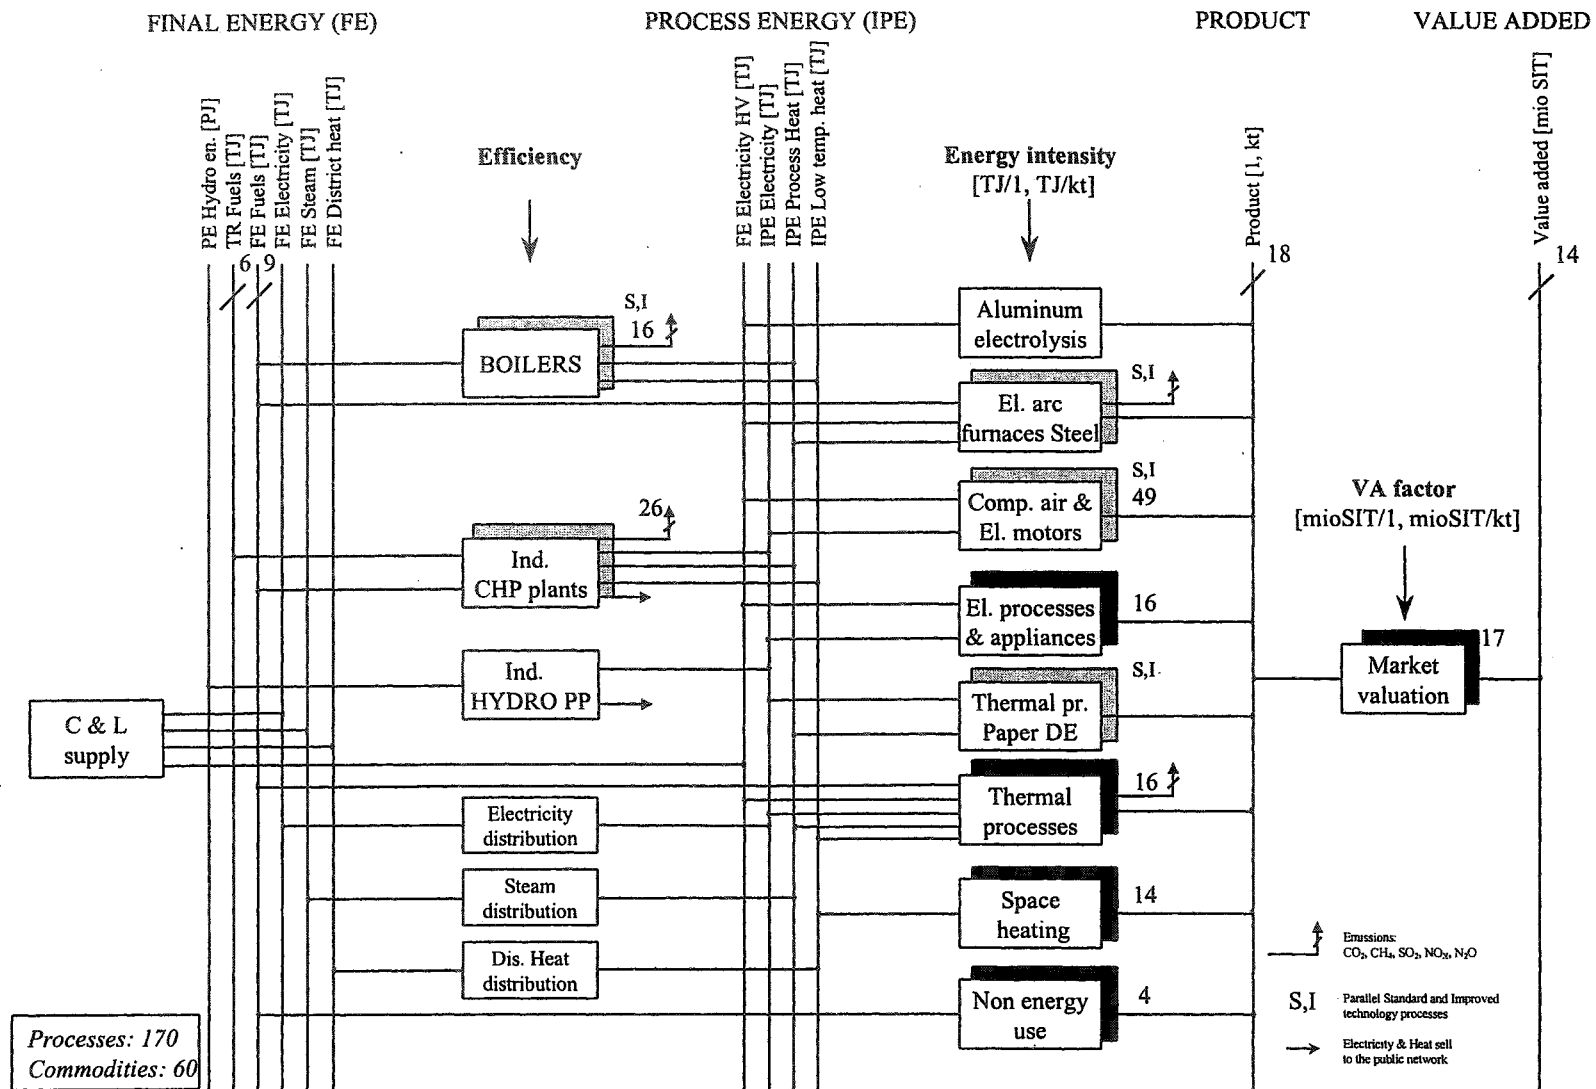 FINAL ENERGY (FE)
PROCESS ENERGY (IPE)
PRODUCT
VALUE ADDED
PE Hydro en. [PJ]
TR Fuels [TJ]
FE Fuels [TJ]
FE Electricity [TJ]
FE Steam [TJ]
FE District heat [TJ]
FE Electricity HV [TJ]
IPE Electricity [TJ]
IPE Process Heat [TJ]
IPE Low temp. heat [TJ]
Product [1, kt]
Value added [mio SIT]
Efficiency
Energy intensity
[TJ/1, TJ/kt]
6
9
18
14
S,I
16
BOILERS
Aluminum
electrolysis
S,I
El. arc
furnaces Steel
26
Ind.
CHP plants
S,I
49
Comp. air &
El. motors
VA factor
[mioSIT/1, mioSIT/kt]
16
El. processes
& appliances
Ind.
HYDRO PP
17
Market
valuation
S,I
Thermal pr.
Paper DE
C & L
supply
16
Thermal
processes
Electricity
distribution
Steam
distribution
14
Space
heating
Dis. Heat
distribution
4
Non energy
use
Emissions:
CO₂, CH₄, SO₂, NOₓ, N₂O
S,I
Parallel Standard and Improved
technology processes
Electricity & Heat sell
to the public network
Processes: 170
Commodities: 60